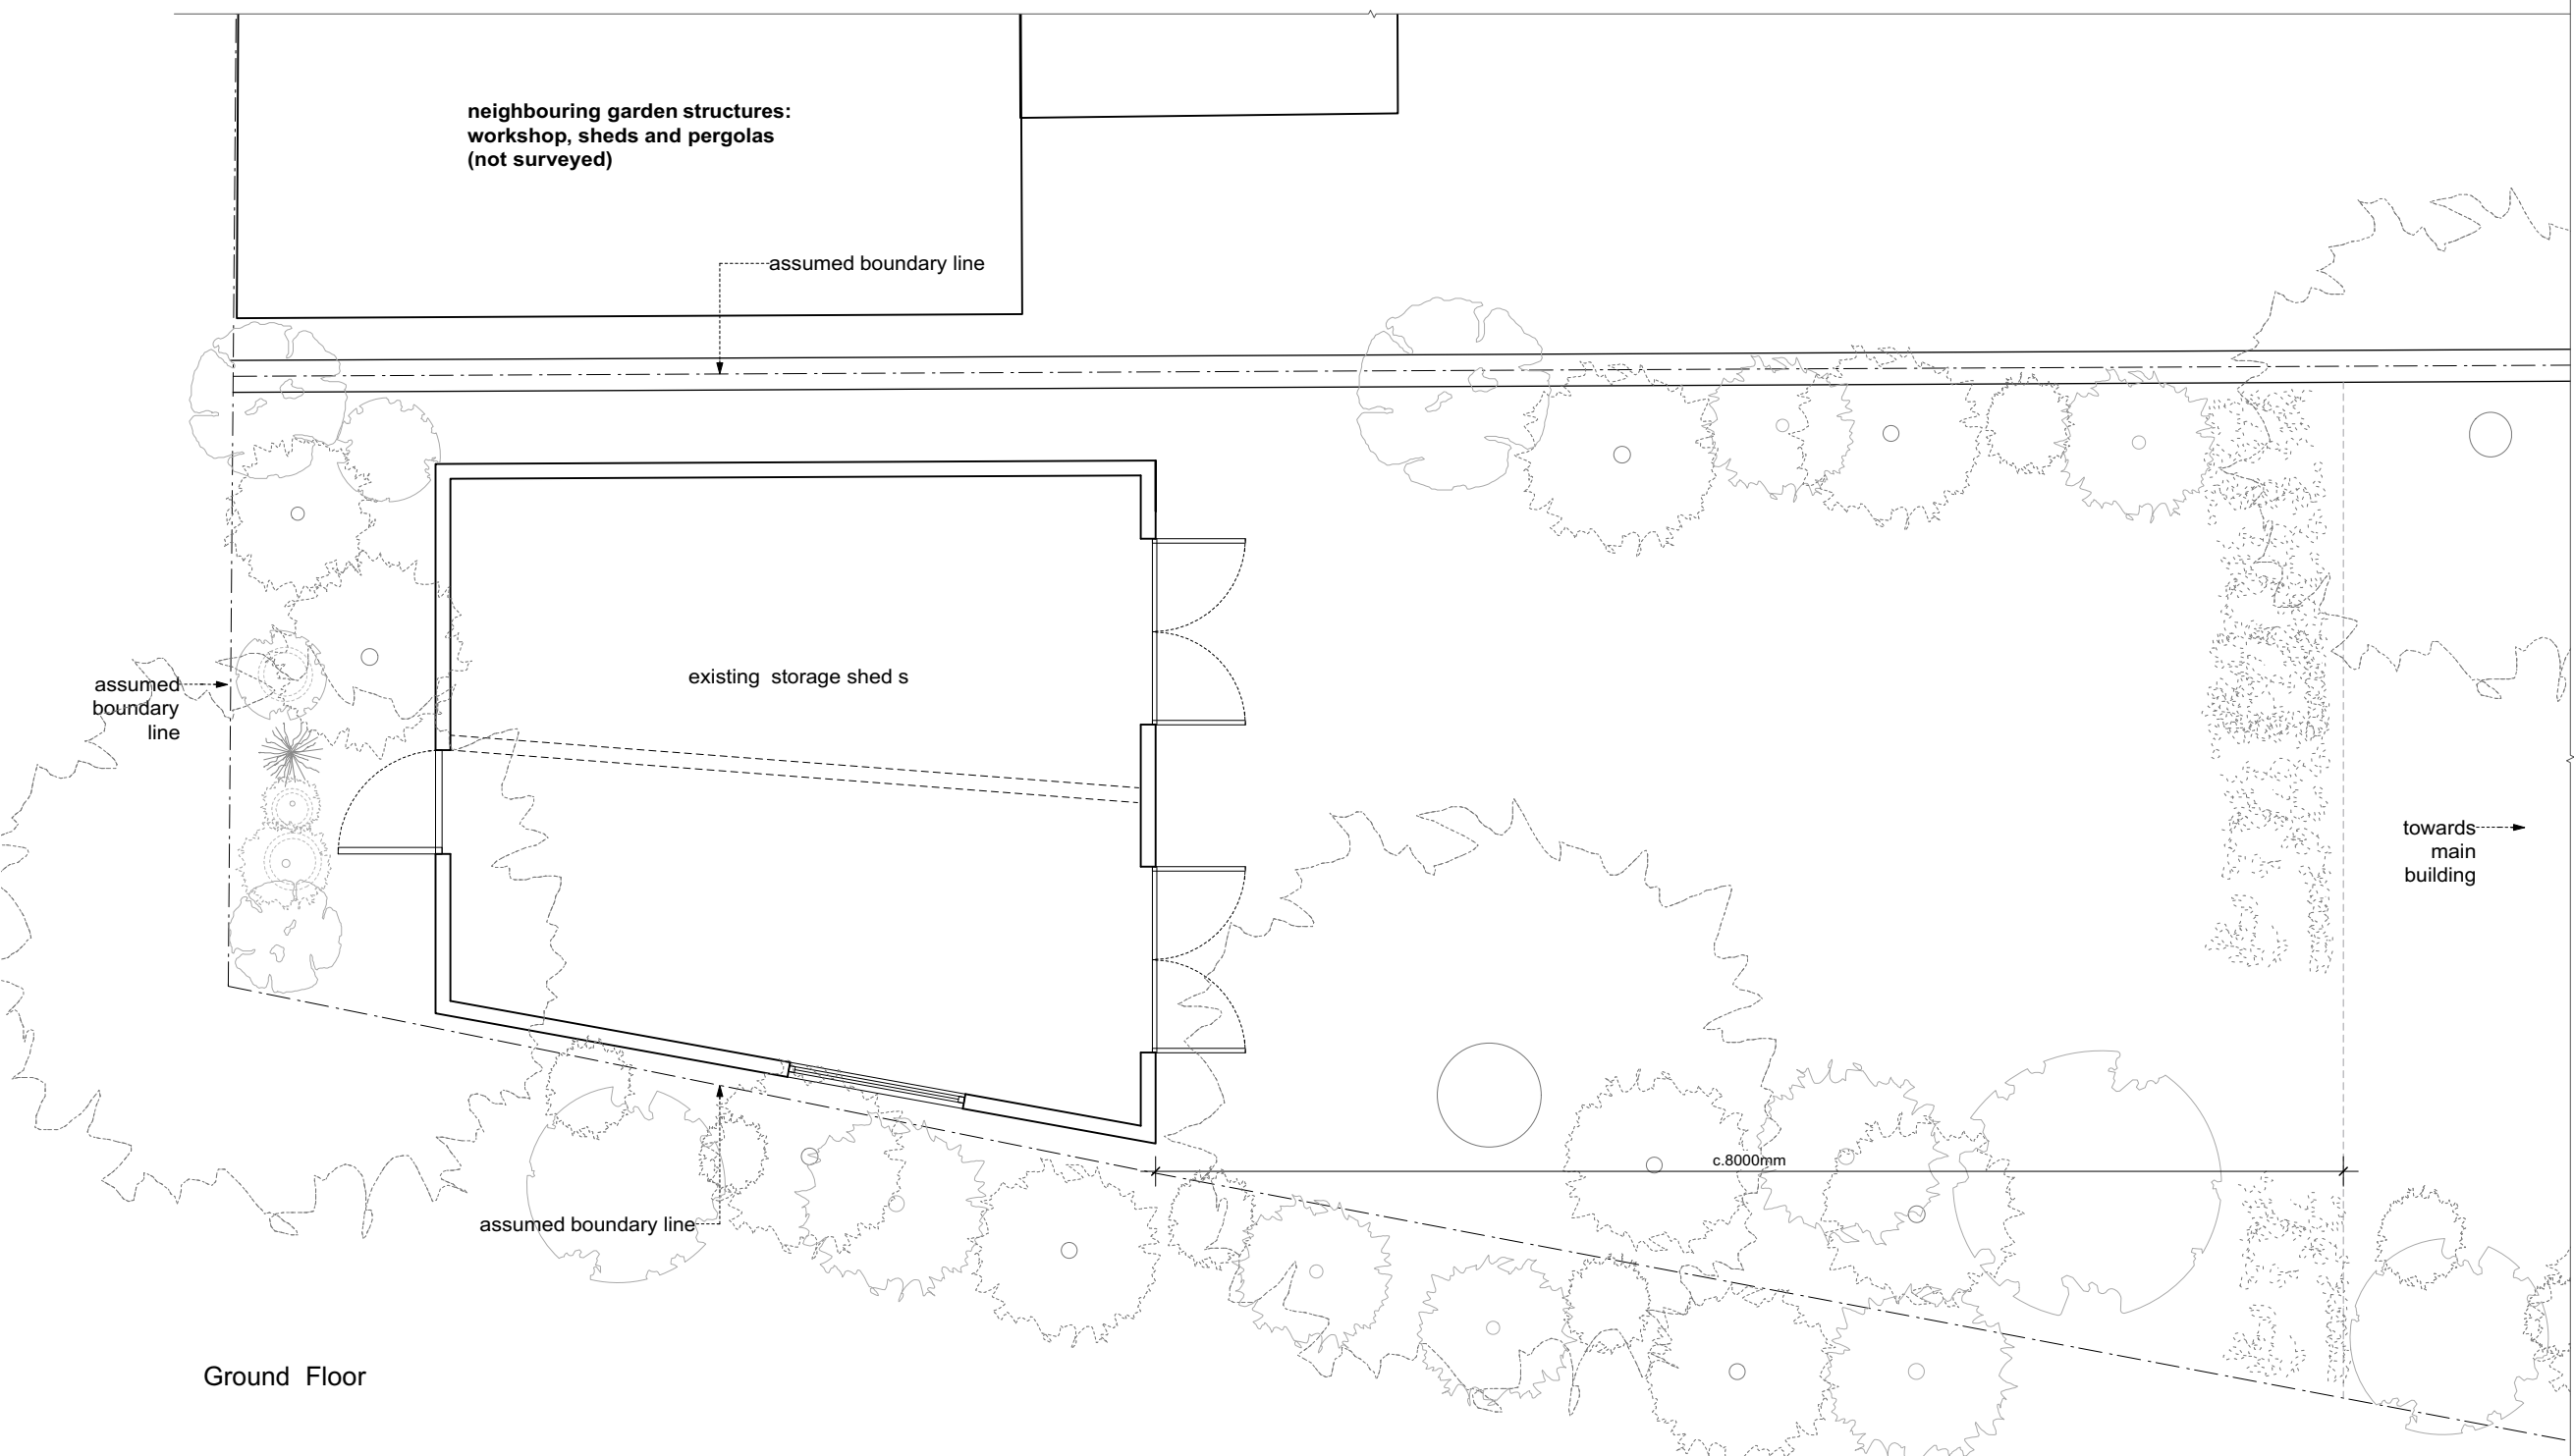 neighbouring garden structures:
workshop, sheds and pergolas
(not surveyed)
assumed boundary line
existing  storage shed s
assumed
boundary
line
towards
main
building
c.8000mm
assumed boundary line
Ground  Floor